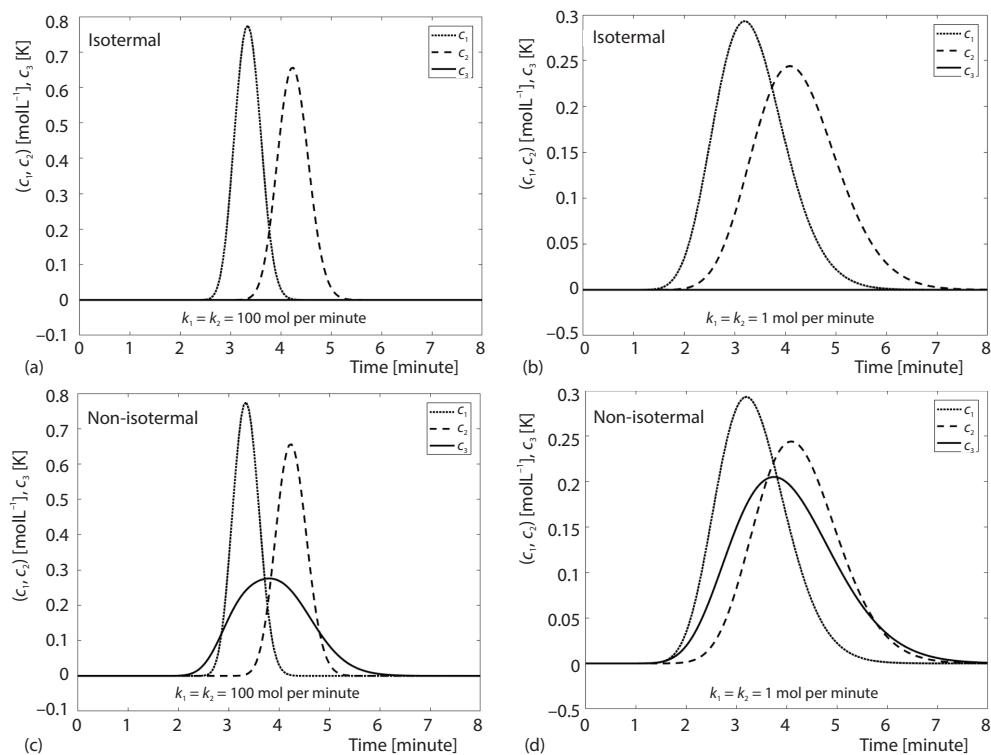 0.8
0.7
0.6
0.5
0.4
0.3
0.2
0.1
0
−0.1
(c₁, c₂) [molL⁻¹], c₃ [K]
Isotermal
c₁
c₂
c₃
k₁ = k₂ = 100 mol per minute
0 1 2 3 4 5 6 7 8
(a) Time [minute]
0.3
0.25
0.2
0.15
0.1
0.05
0
−0.5
(c₁, c₂) [molL⁻¹], c₃ [K]
Isotermal
c₁
c₂
c₃
k₁ = k₂ = 1 mol per minute
0 1 2 3 4 5 6 7 8
(b) Time [minute]
0.8
0.7
0.6
0.5
0.4
0.3
0.2
0.1
0
−0.1
(c₁, c₂) [molL⁻¹], c₃ [K]
Non-isotermal
c₁
c₂
c₃
k₁ = k₂ = 100 mol per minute
0 1 2 3 4 5 6 7 8
(c) Time [minute]
0.3
0.25
0.2
0.15
0.1
0.05
0
−0.5
(c₁, c₂) [molL⁻¹], c₃ [K]
Non-isotermal
c₁
c₂
c₃
k₁ = k₂ = 1 mol per minute
0 1 2 3 4 5 6 7 8
(d) Time [minute]